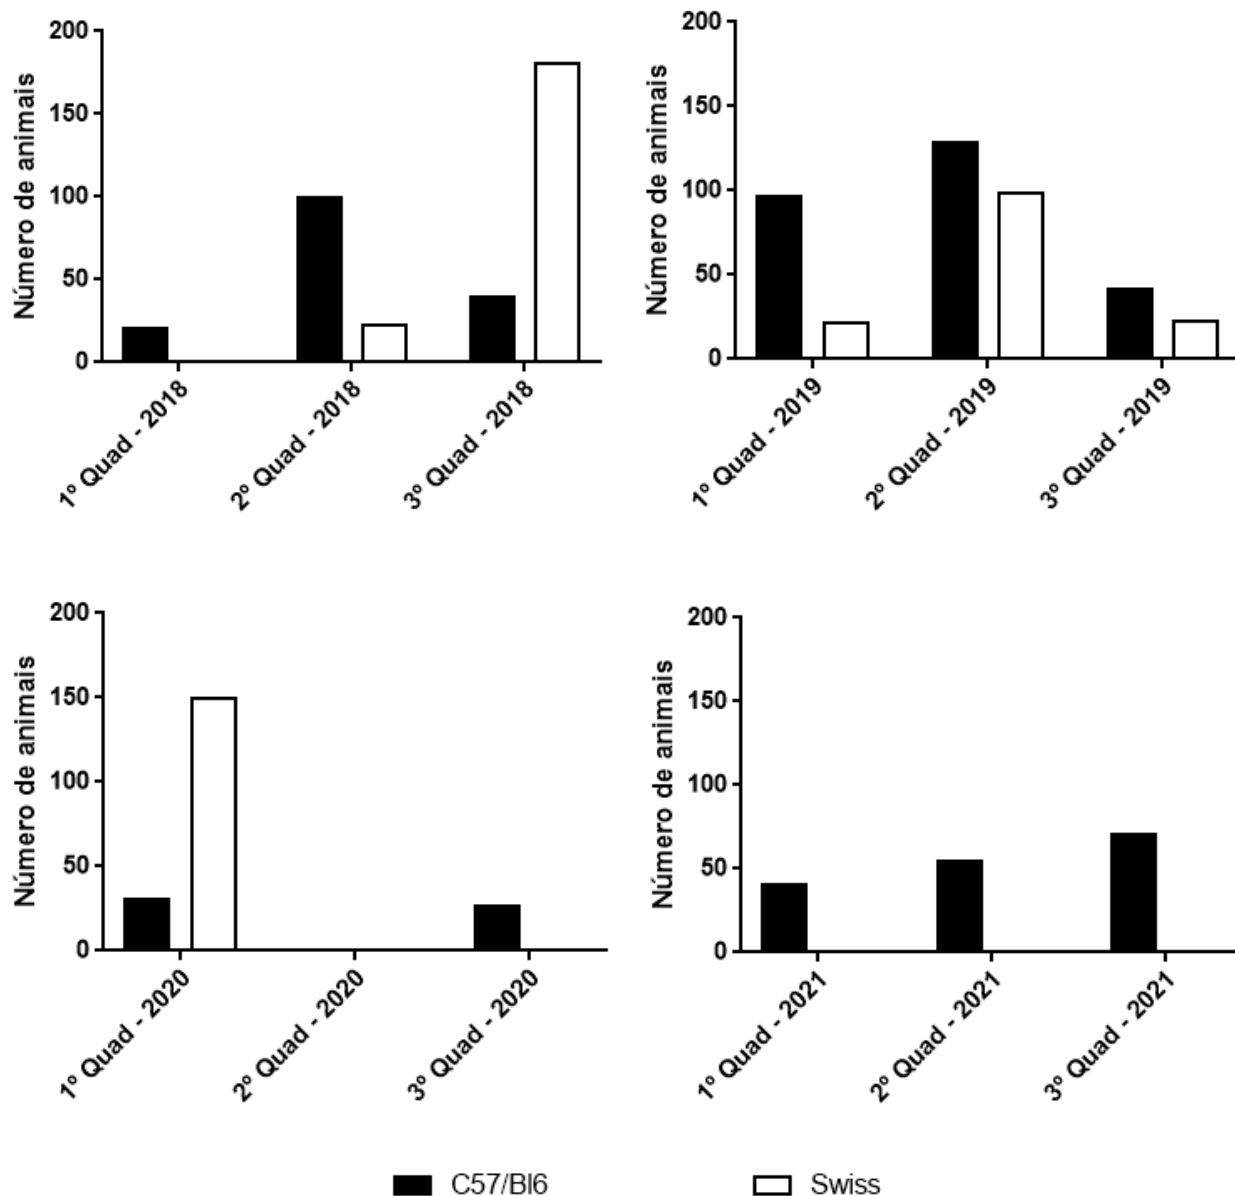 Número de animais
200
150
100
50
0
1º Quad - 2018
2º Quad - 2018
3º Quad - 2018
Número de animais
200
150
100
50
0
1º Quad - 2019
2º Quad - 2019
3º Quad - 2019
Número de animais
200
150
100
50
0
1º Quad - 2020
2º Quad - 2020
3º Quad - 2020
Número de animais
200
150
100
50
0
1º Quad - 2021
2º Quad - 2021
3º Quad - 2021
C57/Bl6
Swiss